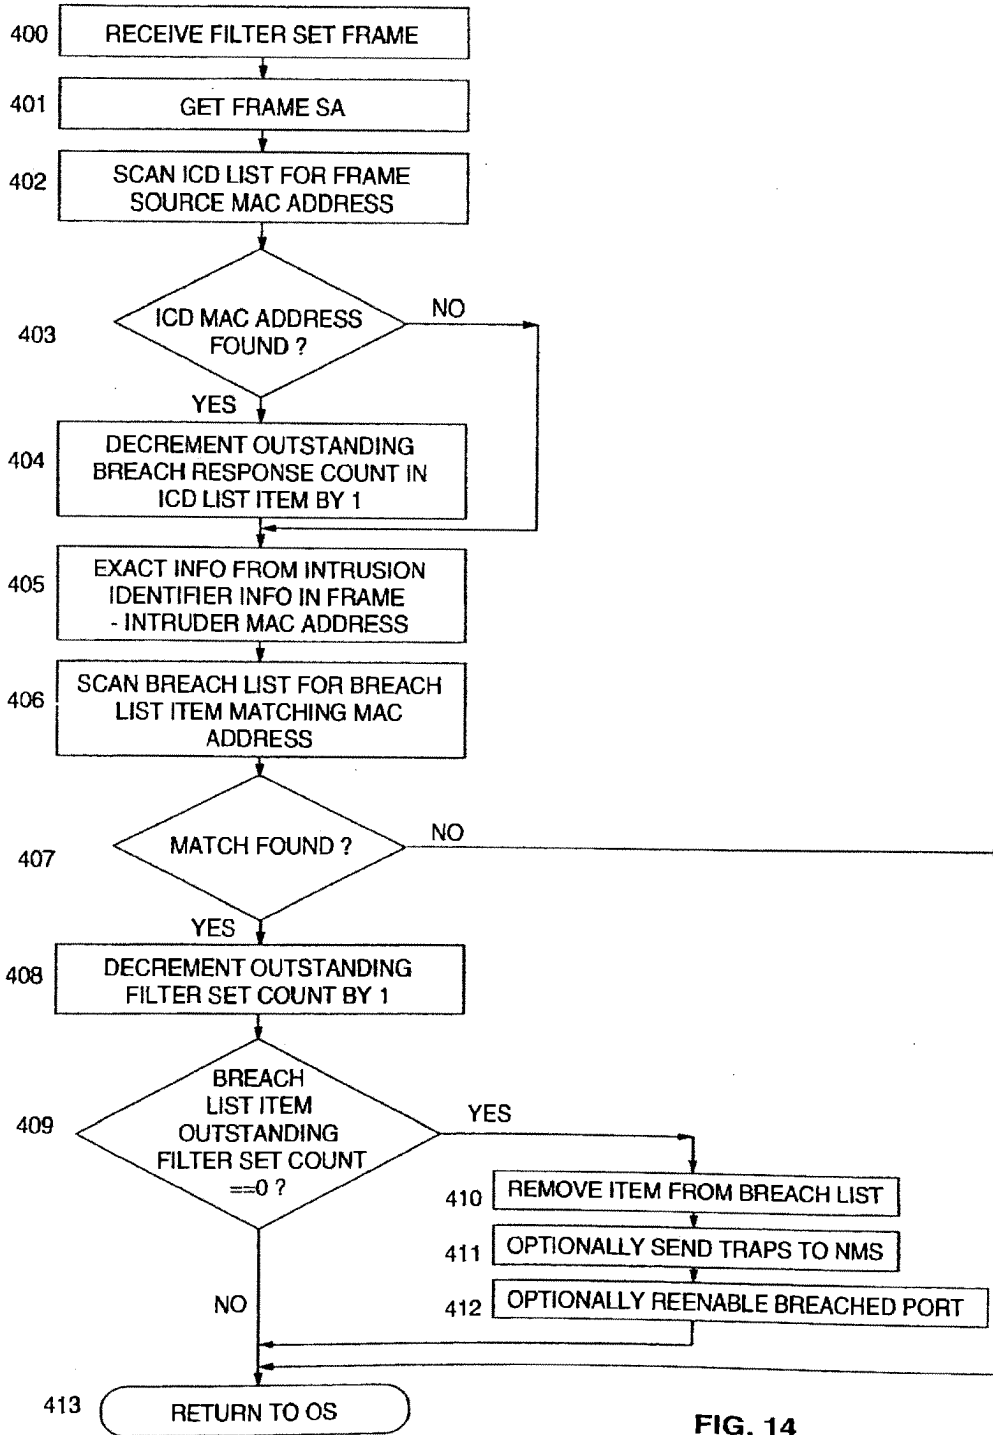 400 RECEIVE FILTER SET FRAME
401 GET FRAME SA
402 SCAN ICD LIST FOR FRAME
SOURCE MAC ADDRESS
403 ICD MAC ADDRESS
FOUND ?
NO
YES
404 DECREMENT OUTSTANDING
BREACH RESPONSE COUNT IN
ICD LIST ITEM BY 1
405 EXACT INFO FROM INTRUSION
IDENTIFIER INFO IN FRAME
- INTRUDER MAC ADDRESS
406 SCAN BREACH LIST FOR BREACH
LIST ITEM MATCHING MAC
ADDRESS
407 MATCH FOUND ?
NO
YES
408 DECREMENT OUTSTANDING
FILTER SET COUNT BY 1
409 BREACH
LIST ITEM
OUTSTANDING
FILTER SET COUNT
==0 ?
YES
410 REMOVE ITEM FROM BREACH LIST
411 OPTIONALLY SEND TRAPS TO NMS
412 OPTIONALLY REENABLE BREACHED PORT
NO
413 RETURN TO OS
FIG. 14